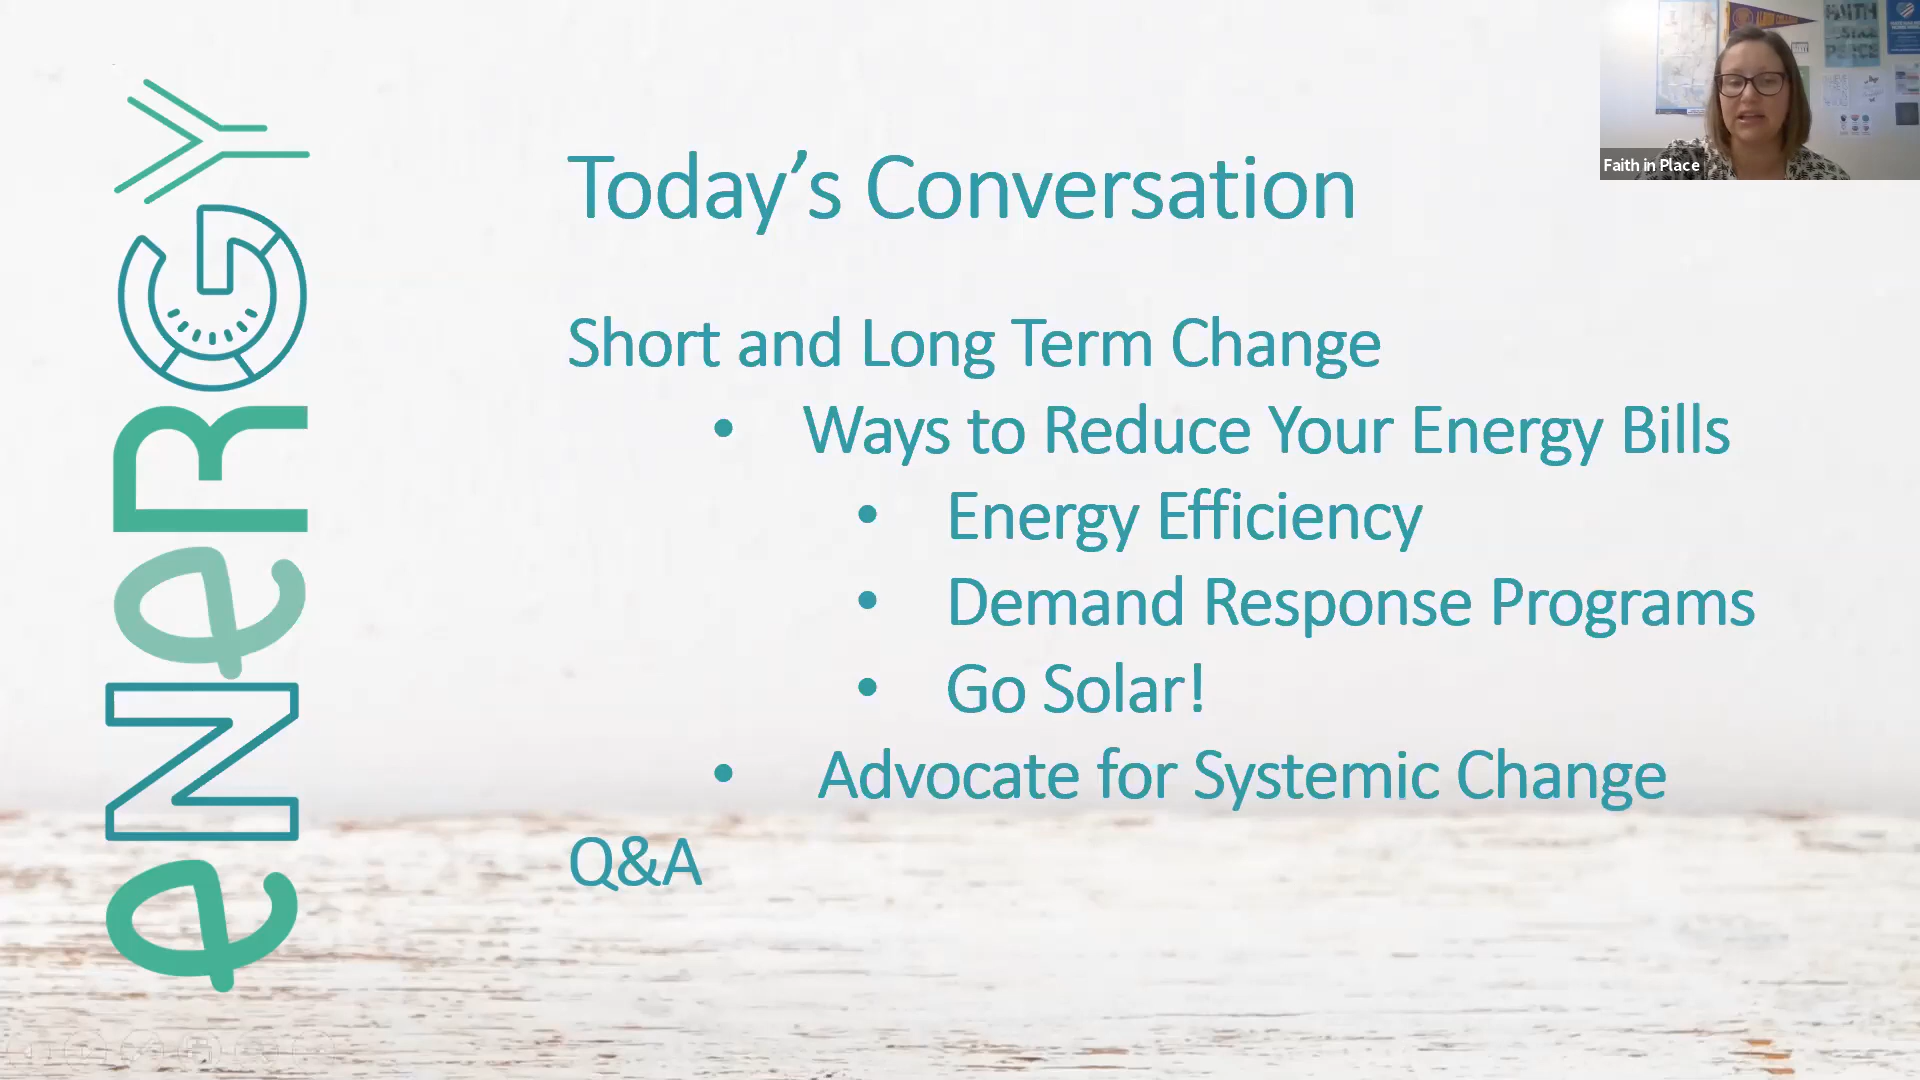 eNeRGY
Today's Conversation
Short and Long Term Change
• Ways to Reduce Your Energy Bills
• Energy Efficiency
• Demand Response Programs
• Go Solar!
• Advocate for Systemic Change
Q&A
FAITH
Faith in Place